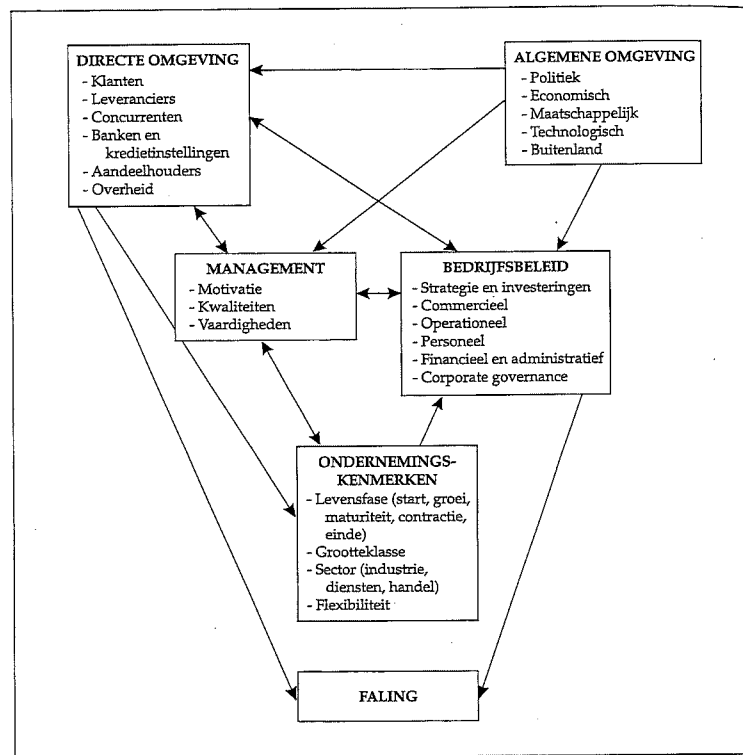 DIRECTE OMGEVING
- Klanten
- Leveranciers
- Concurrenten
- Banken en
kredietinstellingen
- Aandeelhouders
- Overheid
ALGEMENE OMGEVING
- Politiek
- Economisch
- Maatschappelijk
- Technologisch
- Buitenland
MANAGEMENT
- Motivatie
- Kwaliteiten
- Vaardigheden
BEDRIJFSBELEID
- Strategie en investeringen
- Commercieel
- Operationeel
- Personeel
- Financieel en administratief
- Corporate governance
ONDERNEMINGS-
KENMERKEN
- Levensfase (start, groei,
maturiteit, contractie,
einde)
- Grootteklasse
- Sector (industrie,
diensten, handel)
- Flexibiliteit
FALING